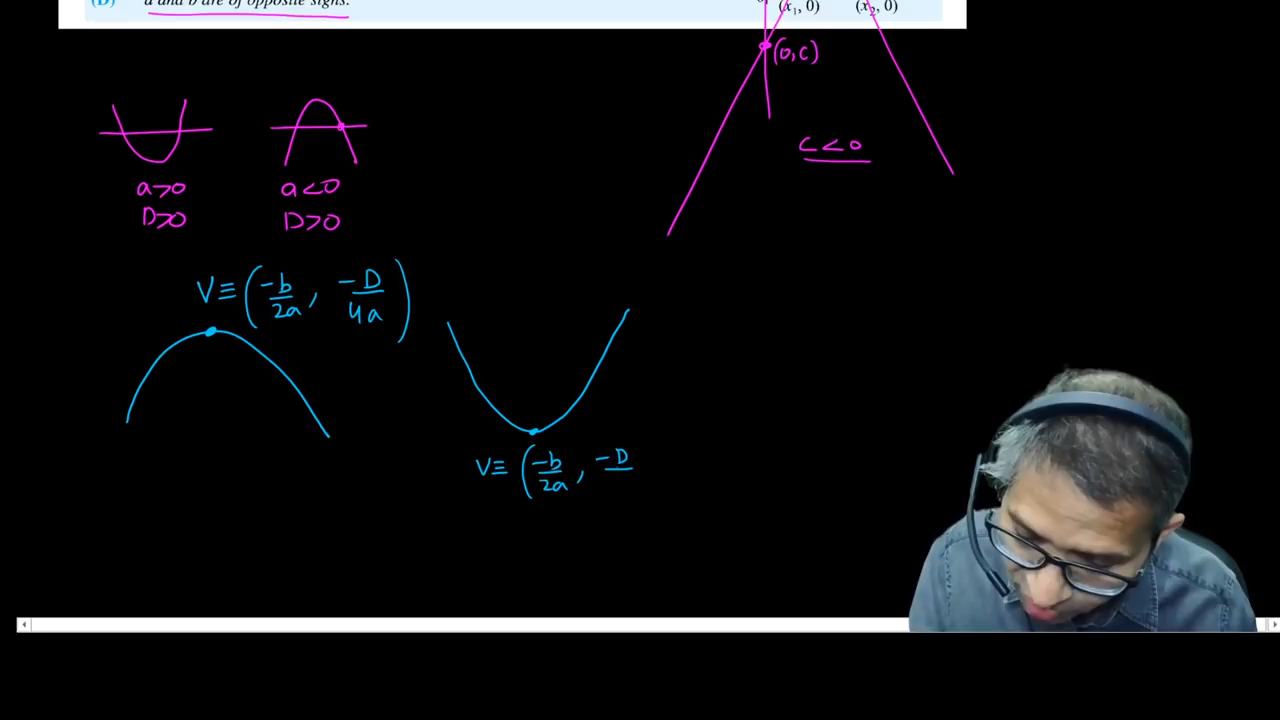 (D) a and b are of opposite signs.
(x₁, 0) (x₂, 0)
(0,C)
C<0
a>0 a<0
D>0 D>0
V≡(-b/2a, -D/4a)
V≡(-b/2a, -D